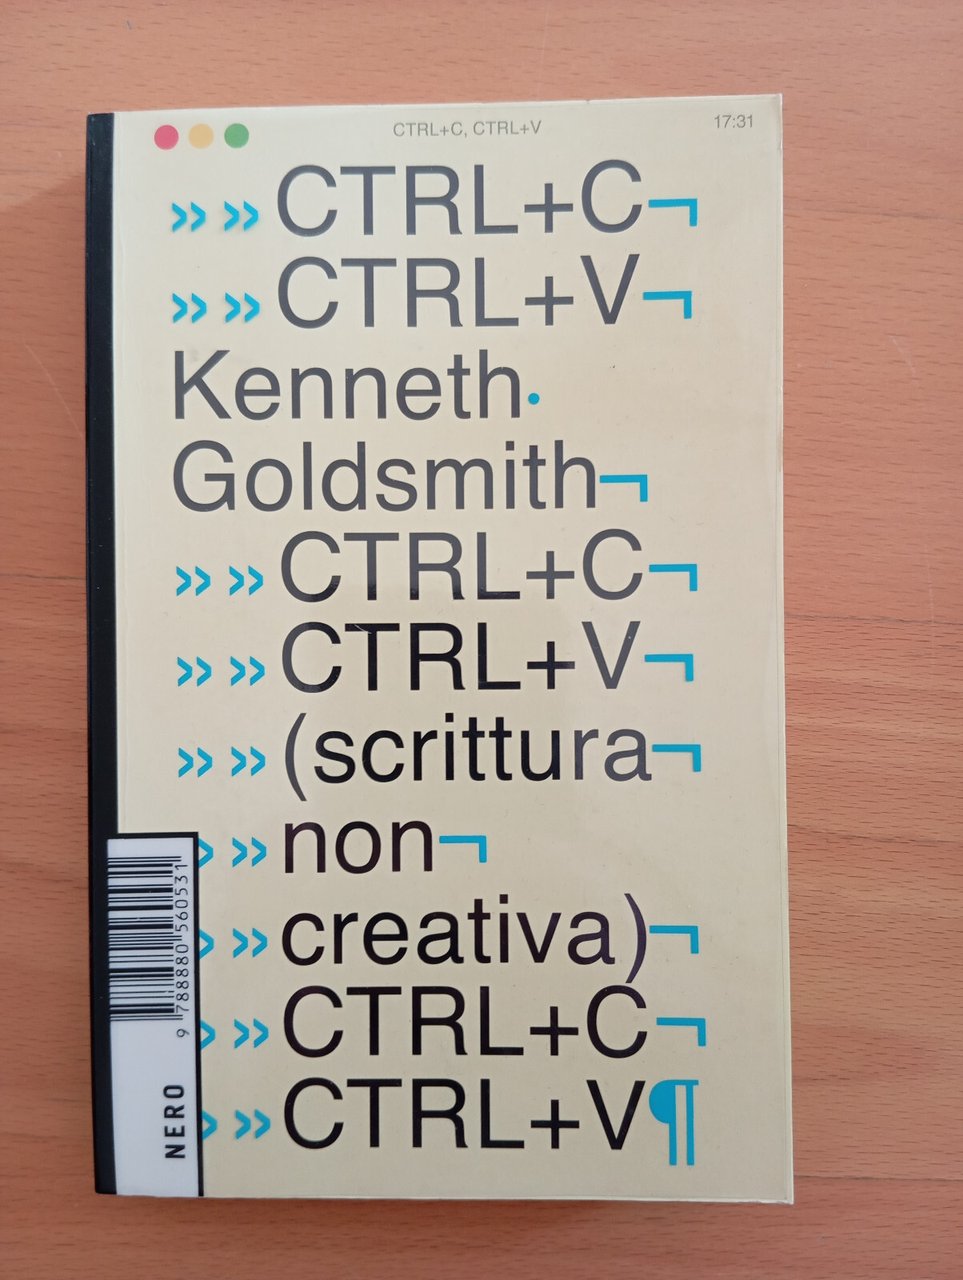 CTRL+C, CTRL+V 17:31
»» CTRL+C¬
»» CTRL+V¬
Kenneth·
Goldsmith¬
»» CTRL+C¬
»» CTRL+V¬
»» (scrittura¬
»» non¬
»» creativa)¬
»» CTRL+C¬
»» CTRL+V¶
9 788880 560531
NERO